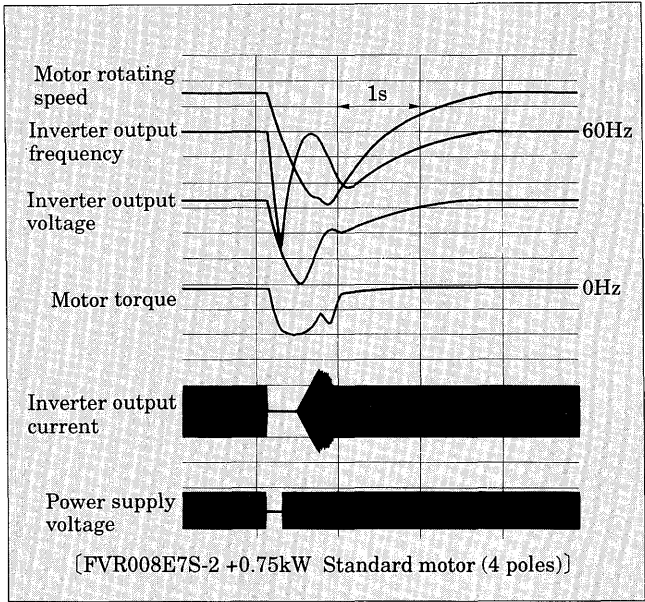 Motor rotating
speed
1s
Inverter output
frequency
60Hz
Inverter output
voltage
Motor torque
0Hz
Inverter output
current
Power supply
voltage
〔FVR008E7S-2 +0.75kW Standard motor (4 poles)〕